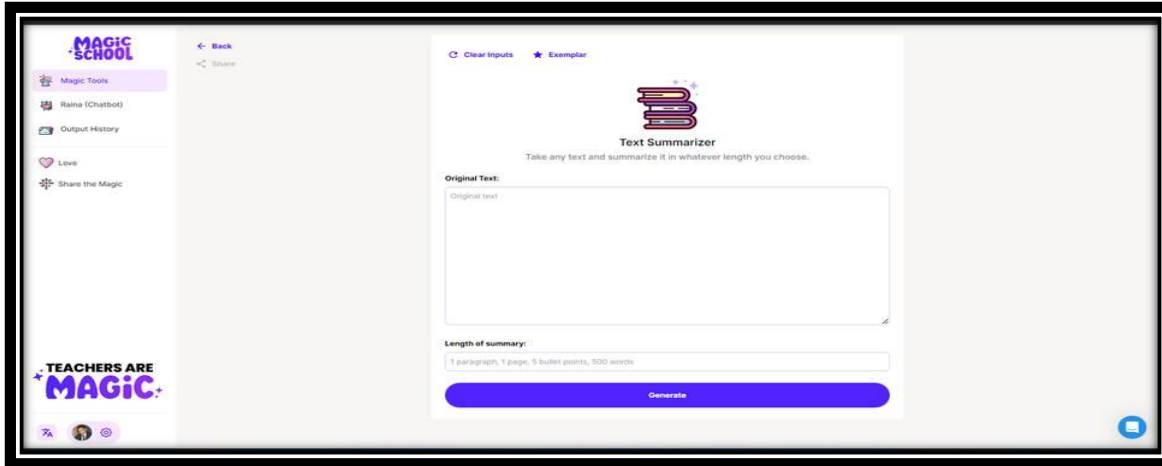 MAGiC
SCHOOL
Magic Tools
Raina (Chatbot)
Output History
Love
Share the Magic
TEACHERS ARE
MAGiC
Back
Share
Clear Inputs
Exemplar
Text Summarizer
Take any text and summarize it in whatever length you choose.
Original Text:
Original text
Length of summary:
1 paragraph, 1 page, 5 bullet points, 500 words
Generate